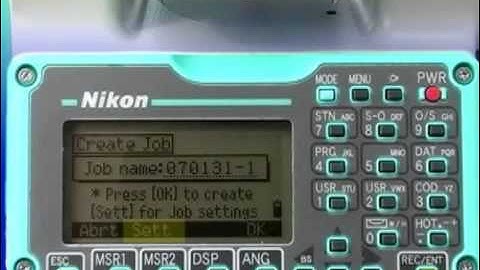 Nikon
MODE MENU PWR
Create Job
Job name:070131-1
* Press [OK] to create
[Sett] for Job settings
Abrt Sett OK
STN ABC S-O DEF O/S GHI
7 8 9
PRG JKL MNO DAT PQR
4 5 6
USR STU USR VWX COD YZ
1 2 3
*/= HOT -+
0
ESC MSR1 MSR2 DSP ANG BS REC/ENT